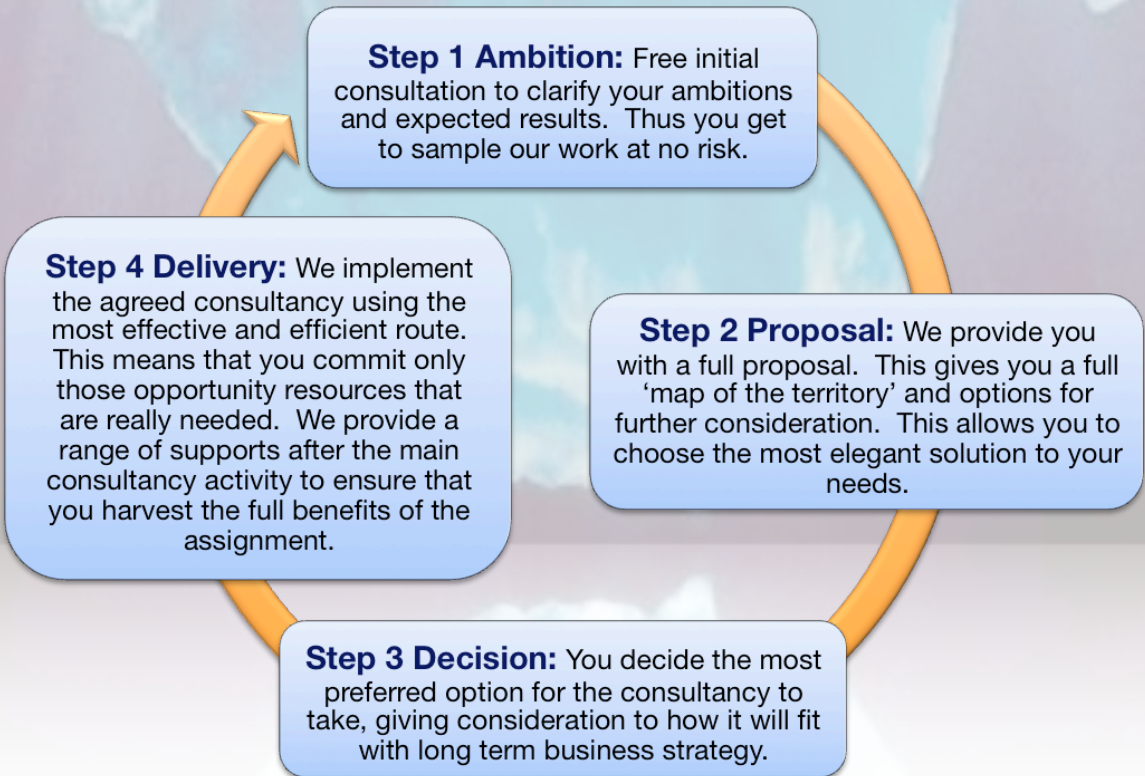 Step 1 Ambition: Free initial
consultation to clarify your ambitions
and expected results.  Thus you get
to sample our work at no risk.
Step 2 Proposal: We provide you
with a full proposal.  This gives you a full
‘map of the territory’ and options for
further consideration.  This allows you to
choose the most elegant solution to your
needs.
Step 3 Decision: You decide the most
preferred option for the consultancy to
take, giving consideration to how it will fit
with long term business strategy.
Step 4 Delivery: We implement
the agreed consultancy using the
most effective and efficient route.
This means that you commit only
those opportunity resources that
are really needed.  We provide a
range of supports after the main
consultancy activity to ensure that
you harvest the full benefits of the
assignment.